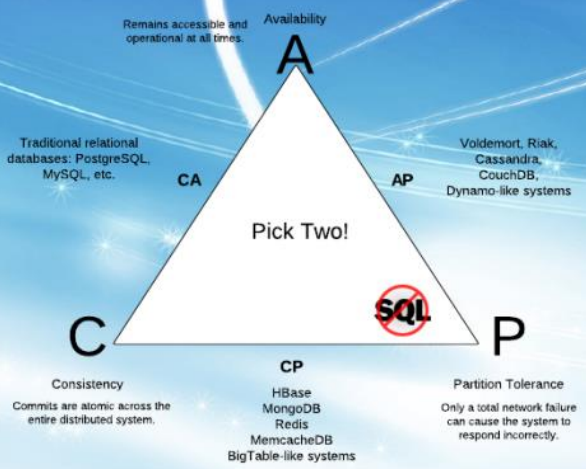 Availability
Remains accessible and
operational at all times.
A
Traditional relational
databases: PostgreSQL,
MySQL, etc.
CA
AP
Voldemort, Riak,
Cassandra,
CouchDB,
Dynamo-like systems
Pick Two!
SQL
C
P
CP
Consistency
Commits are atomic across the
entire distributed system.
HBase
MongoDB
Redis
MemcacheDB
BigTable-like systems
Partition Tolerance
Only a total network failure
can cause the system to
respond incorrectly.